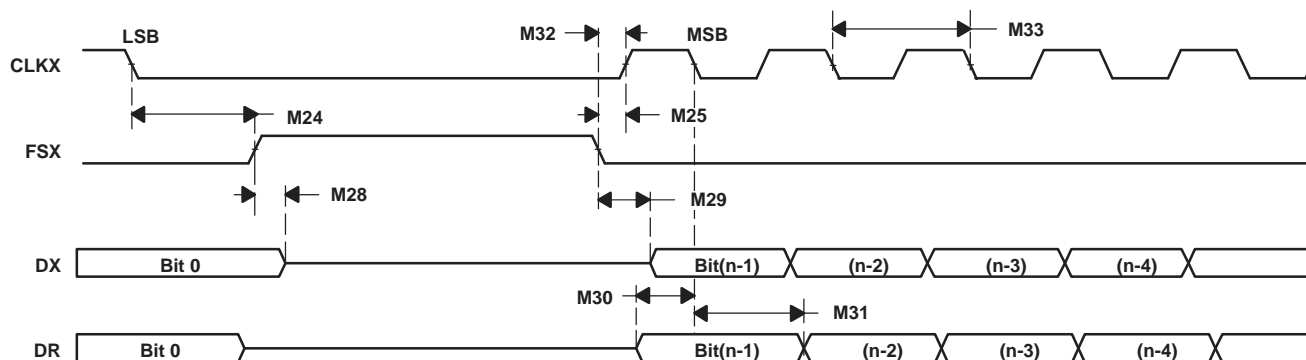 LSB
M32
MSB
M33
CLKX
M24
M25
FSX
M28
M29
DX
Bit 0
Bit(n-1)
(n-2)
(n-3)
(n-4)
M30
M31
DR
Bit 0
Bit(n-1)
(n-2)
(n-3)
(n-4)